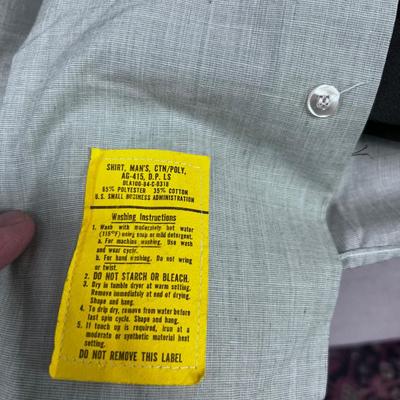 SHIRT, MAN'S, CTN/POLY,
AG-415, D.P. LS
DLA100-84-C-0318
65% POLYESTER 35% COTTON
U.S. SMALL BUSINESS ADMINISTRATION
Washing Instructions
1. Wash with moderately hot water
(115°F) using soap or mild detergent.
a. For machine washing. Use wash
and wear cycle.
b. For hand washing. Do not wring
or twist.
2. DO NOT STARCH OR BLEACH.
3. Dry in tumble dryer at warm setting.
Remove immediately at end of drying.
Shape and hang.
4. To drip dry, remove from water before
last spin cycle. Shape and hang.
5. If touch up is required, iron at a
moderate or synthetic material heat
setting.
DO NOT REMOVE THIS LABEL